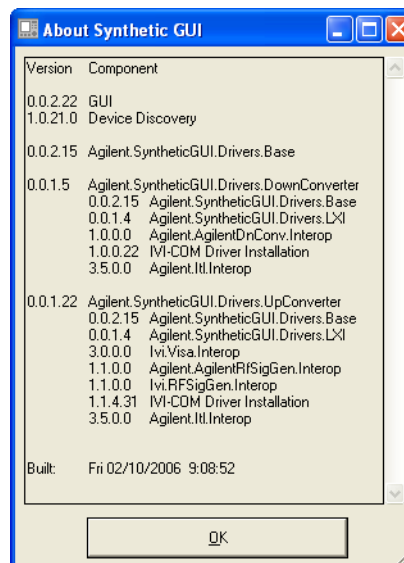 About Synthetic GUI
Version Component
0.0.2.22 GUI
1.0.21.0 Device Discovery
0.0.2.15 Agilent.SyntheticGUI.Drivers.Base
0.0.1.5 Agilent.SyntheticGUI.Drivers.DownConverter
0.0.2.15 Agilent.SyntheticGUI.Drivers.Base
0.0.1.4 Agilent.SyntheticGUI.Drivers.LXI
1.0.0.0 Agilent.AgilentDnConv.Interop
1.0.0.22 IVI-COM Driver Installation
3.5.0.0 Agilent.Itl.Interop
0.0.1.22 Agilent.SyntheticGUI.Drivers.UpConverter
0.0.2.15 Agilent.SyntheticGUI.Drivers.Base
0.0.1.4 Agilent.SyntheticGUI.Drivers.LXI
3.0.0.0 Ivi.Visa.Interop
1.1.0.0 Agilent.AgilentRfSigGen.Interop
1.1.0.0 Ivi.RFSigGen.Interop
1.1.4.31 IVI-COM Driver Installation
3.5.0.0 Agilent.Itl.Interop
Built: Fri 02/10/2006 9:08:52
OK